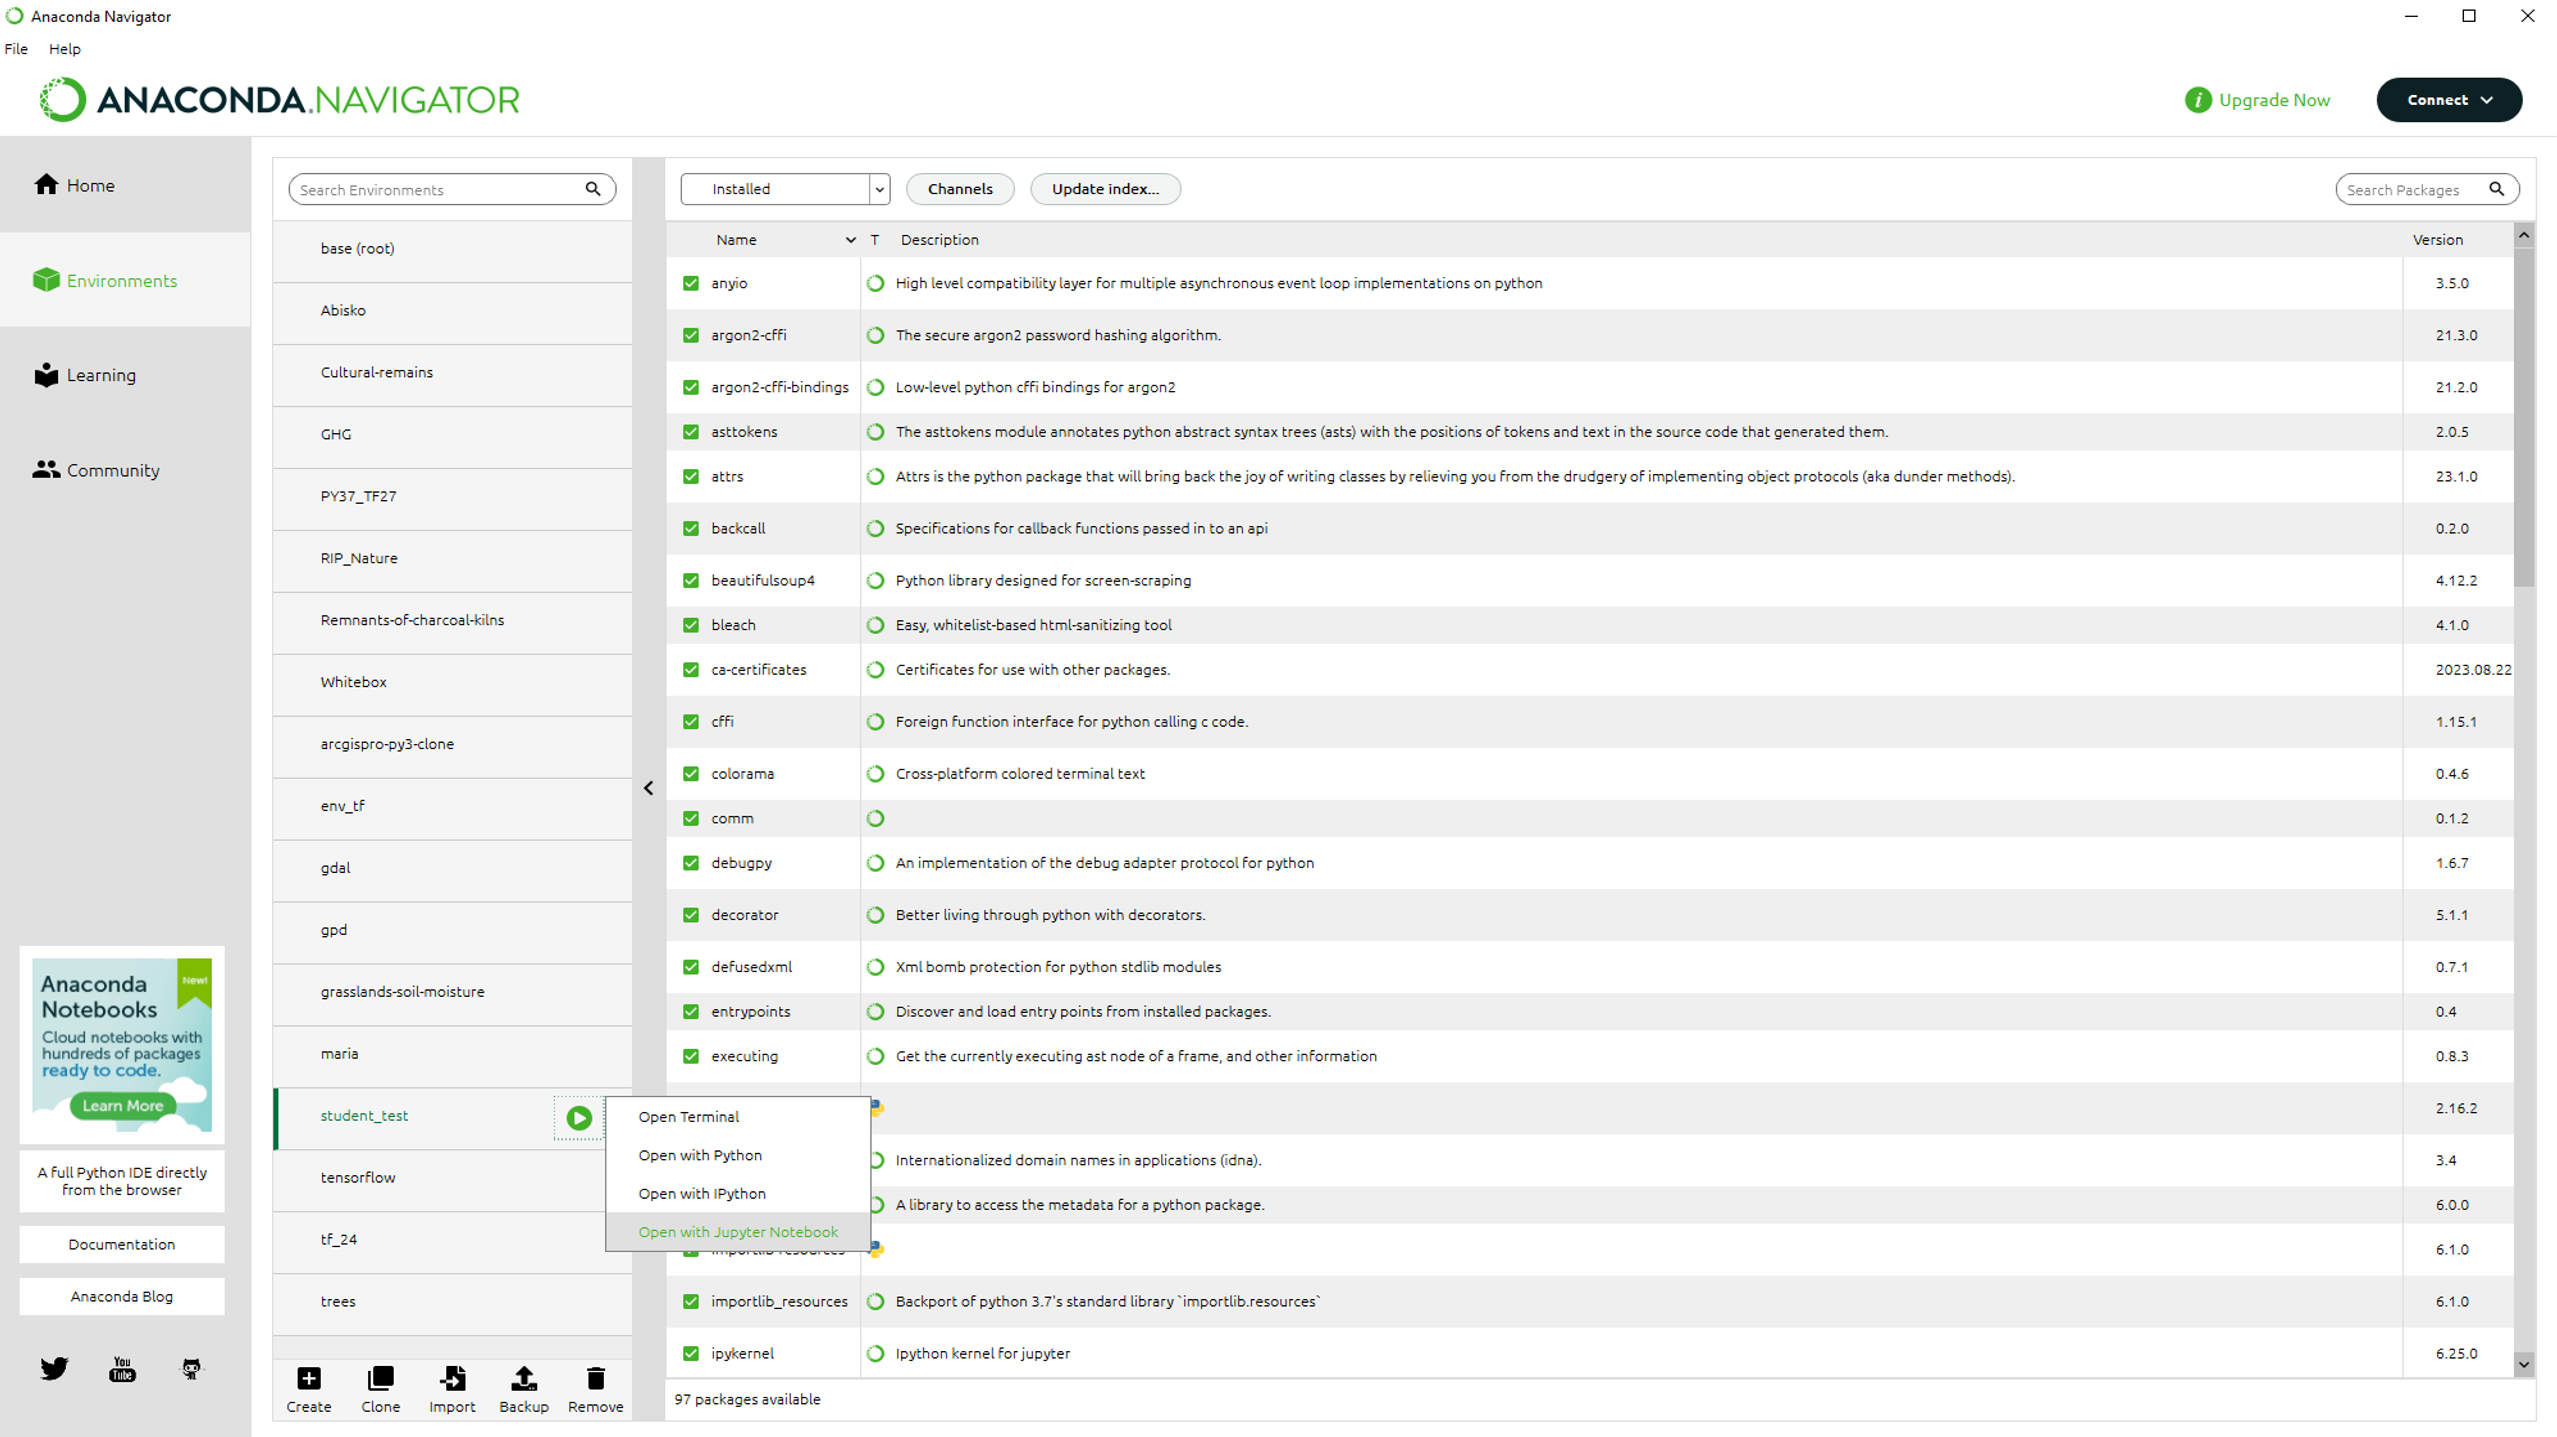 Anaconda Navigator
File Help
ANACONDA.NAVIGATOR
i Upgrade Now
Connect
Home
Environments
Learning
Community
Anaconda
Notebooks
New!
Cloud notebooks with
hundreds of packages
ready to code.
Learn More
A full Python IDE directly
from the browser
Documentation
Anaconda Blog
You
Tube
Search Environments
base (root)
Abisko
Cultural-remains
GHG
PY37_TF27
RIP_Nature
Remnants-of-charcoal-kilns
Whitebox
arcgispro-py3-clone
env_tf
gdal
gpd
grasslands-soil-moisture
maria
student_test
tensorflow
tf_24
trees
Create Clone Import Backup Remove
Open Terminal
Open with Python
Open with IPython
Open with Jupyter Notebook
Installed Channels Update index... Search Packages
Name T Description Version
anyio High level compatibility layer for multiple asynchronous event loop implementations on python 3.5.0
argon2-cffi The secure argon2 password hashing algorithm. 21.3.0
argon2-cffi-bindings Low-level python cffi bindings for argon2 21.2.0
asttokens The asttokens module annotates python abstract syntax trees (asts) with the positions of tokens and text in the source code that generated them. 2.0.5
attrs Attrs is the python package that will bring back the joy of writing classes by relieving you from the drudgery of implementing object protocols (aka dunder methods). 23.1.0
backcall Specifications for callback functions passed in to an api 0.2.0
beautifulsoup4 Python library designed for screen-scraping 4.12.2
bleach Easy, whitelist-based html-sanitizing tool 4.1.0
ca-certificates Certificates for use with other packages. 2023.08.22
cffi Foreign function interface for python calling c code. 1.15.1
colorama Cross-platform colored terminal text 0.4.6
comm 0.1.2
debugpy An implementation of the debug adapter protocol for python 1.6.7
decorator Better living through python with decorators. 5.1.1
defusedxml Xml bomb protection for python stdlib modules 0.7.1
entrypoints Discover and load entry points from installed packages. 0.4
executing Get the currently executing ast node of a frame, and other information 0.8.3
2.16.2
Internationalized domain names in applications (idna). 3.4
A library to access the metadata for a python package. 6.0.0
6.1.0
importlib_resources Backport of python 3.7's standard library `importlib.resources` 6.1.0
ipykernel Ipython kernel for jupyter 6.25.0
97 packages available